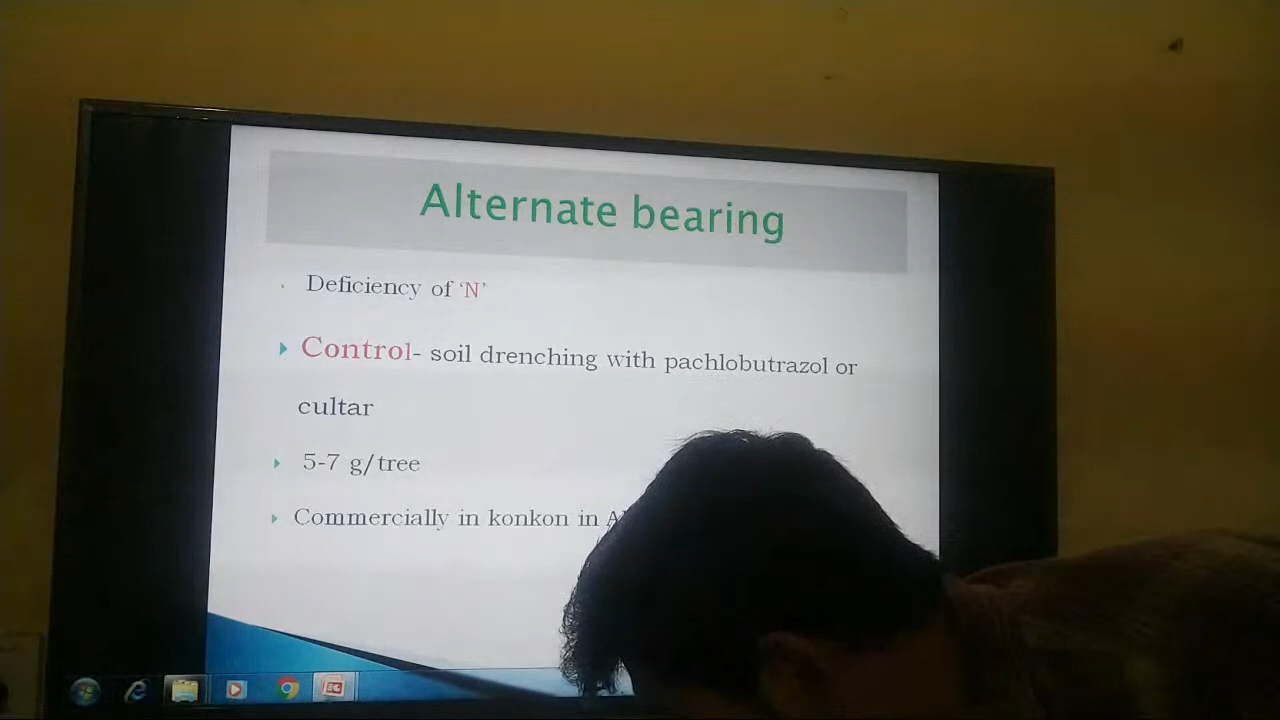 Alternate bearing
Deficiency of ‘N’
Control- soil drenching with pachlobutrazol or
cultar
5-7 g/tree
Commercially in konkon in